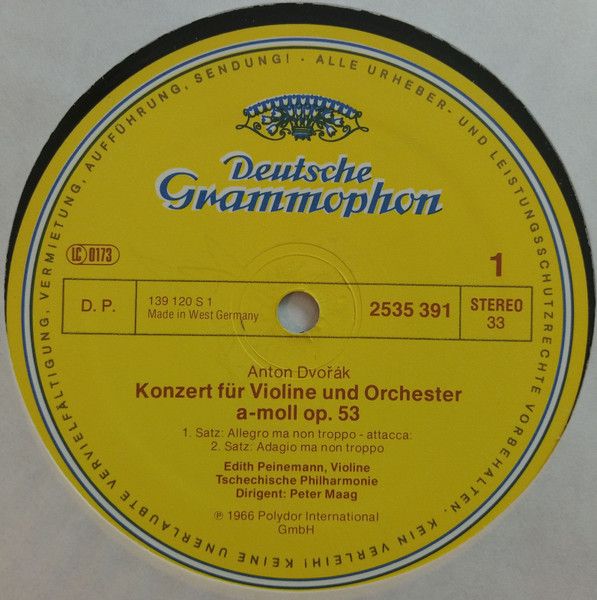 KEIN VERLEIH! KEINE UNERLAUBTE VERVIELFÄLTIGUNG, VERMIETUNG, AUFFÜHRUNG, SENDUNG! · ALLE URHEBER- UND LEISTUNGSSCHUTZRECHTE VORBEHALTEN.
Deutsche
Grammophon
LC 0173
1
D. P.
139 120 S 1
Made in West Germany
2535 391
STEREO
33
Anton Dvořák
Konzert für Violine und Orchester
a-moll op. 53
1. Satz: Allegro ma non troppo - attacca:
2. Satz: Adagio ma non troppo
Edith Peinemann, Violine
Tschechische Philharmonie
Dirigent: Peter Maag
℗ 1966 Polydor International
GmbH